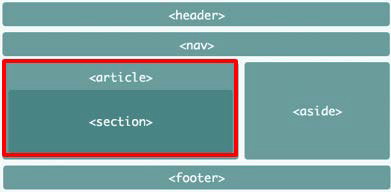 <header>
<nav>
<article>
<section>
<aside>
<footer>